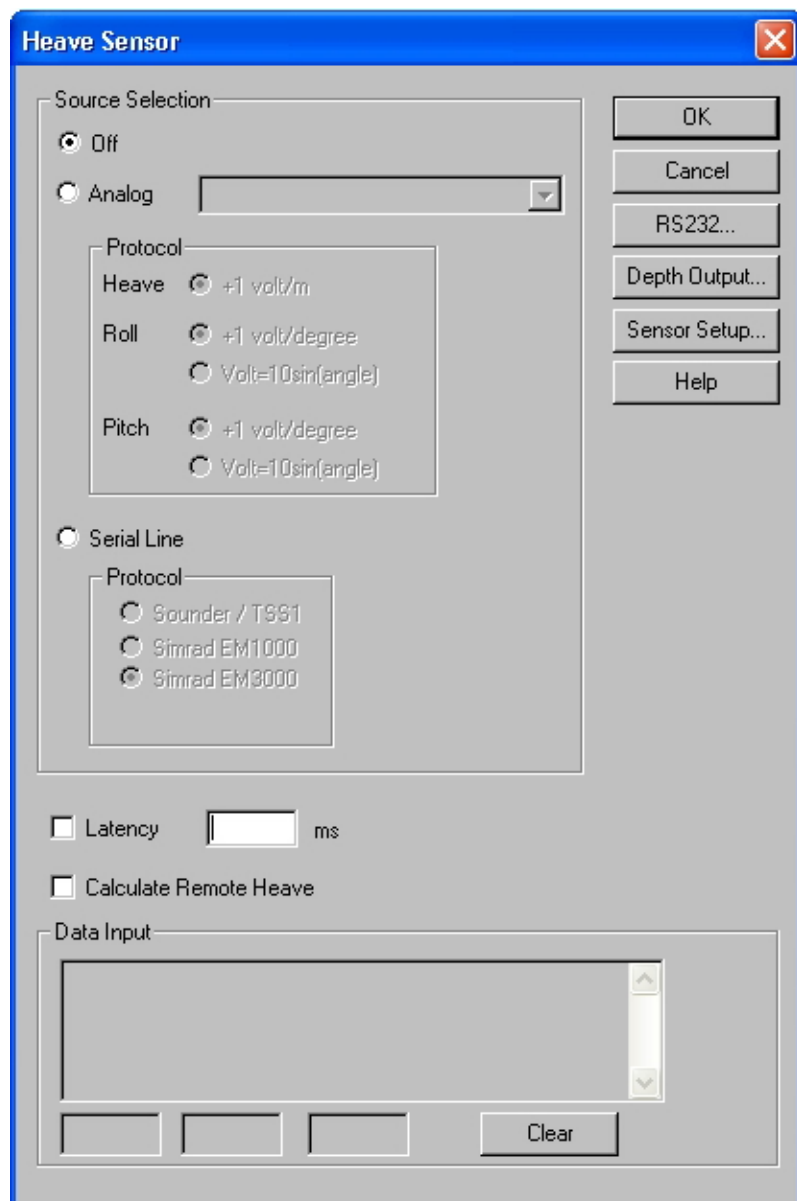 Heave Sensor
Source Selection
Off
Analog
Protocol
Heave +1 volt/m
Roll +1 volt/degree
Volt=10sin(angle)
Pitch +1 volt/degree
Volt=10sin(angle)
Serial Line
Protocol
Sounder / TSS1
Simrad EM1000
Simrad EM3000
OK
Cancel
RS232...
Depth Output...
Sensor Setup...
Help
Latency ms
Calculate Remote Heave
Data Input
Clear